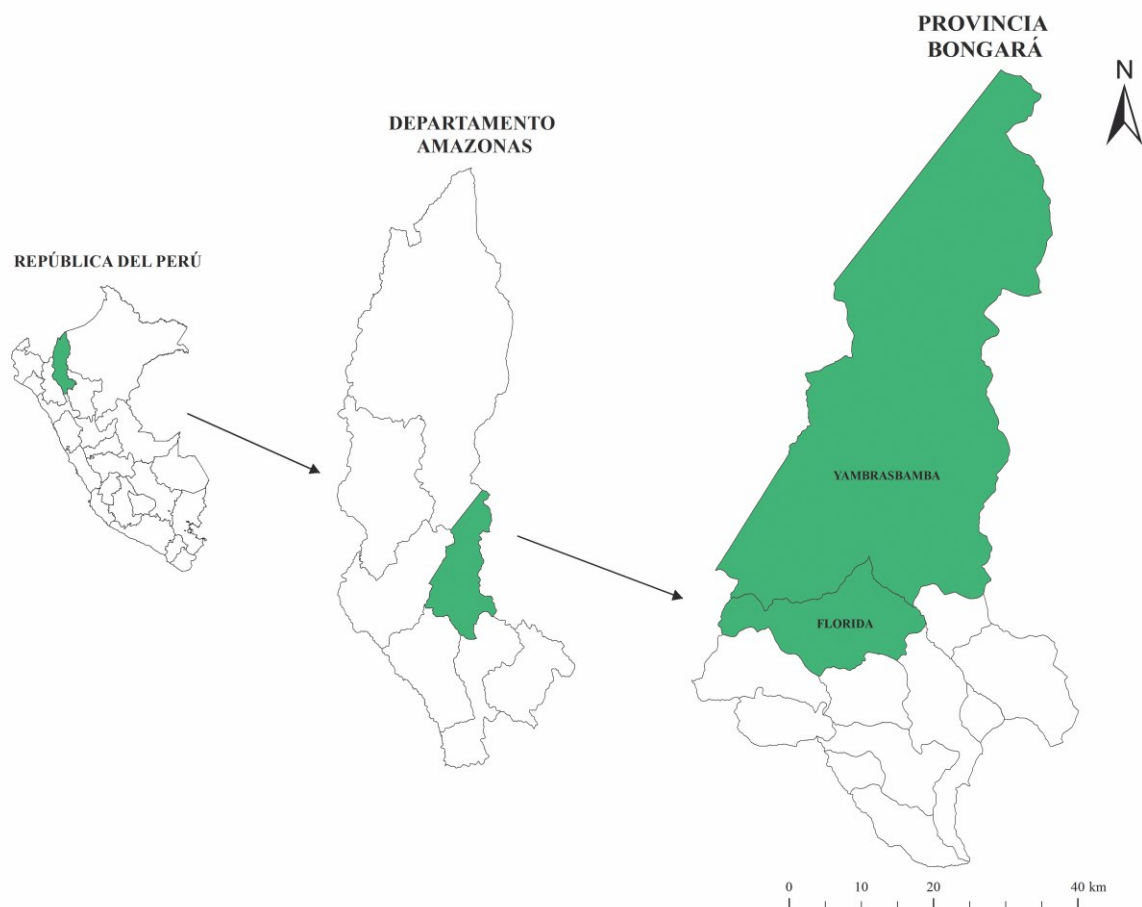 PROVINCIA
BONGARÁ
N
DEPARTAMENTO
AMAZONAS
REPÚBLICA DEL PERÚ
YAMBRASBAMBA
FLORIDA
0 10 20 40 km